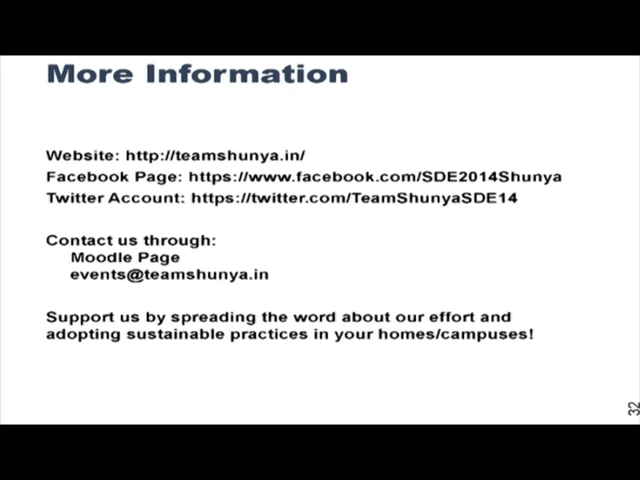 More Information
Website: http://teamshunya.in/
Facebook Page: https://www.facebook.com/SDE2014Shunya
Twitter Account: https://twitter.com/TeamShunyaSDE14
Contact us through:
Moodle Page
events@teamshunya.in
Support us by spreading the word about our effort and
adopting sustainable practices in your homes/campuses!
32